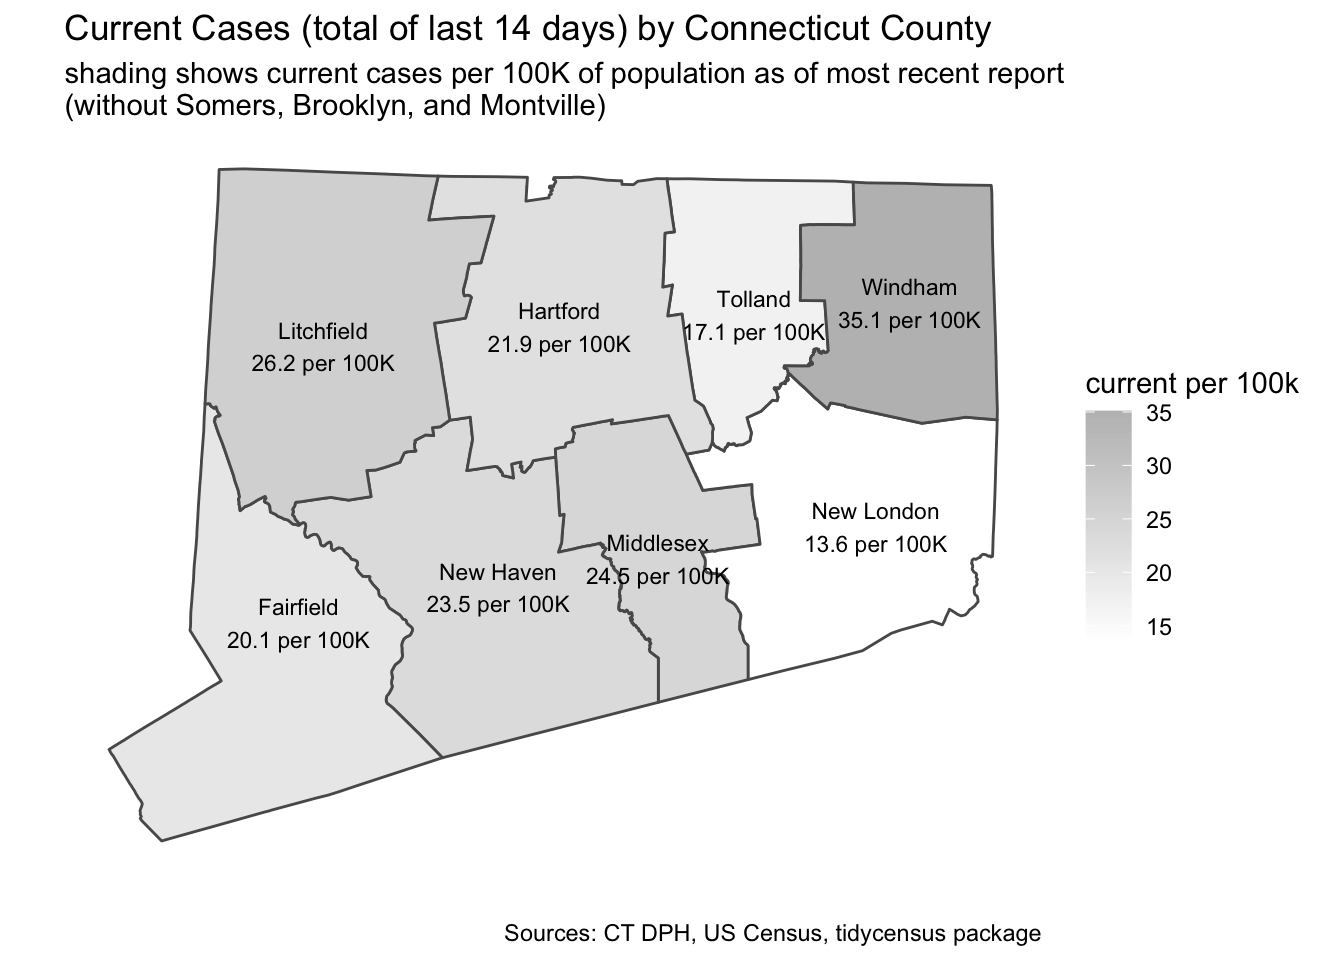 Current Cases (total of last 14 days) by Connecticut County
shading shows current cases per 100K of population as of most recent report
(without Somers, Brooklyn, and Montville)
Litchfield
26.2 per 100K
Hartford
21.9 per 100K
Tolland
17.1 per 100K
Windham
35.1 per 100K
Fairfield
20.1 per 100K
New Haven
23.5 per 100K
Middlesex
24.5 per 100K
New London
13.6 per 100K
current per 100k
35
30
25
20
15
Sources: CT DPH, US Census, tidycensus package